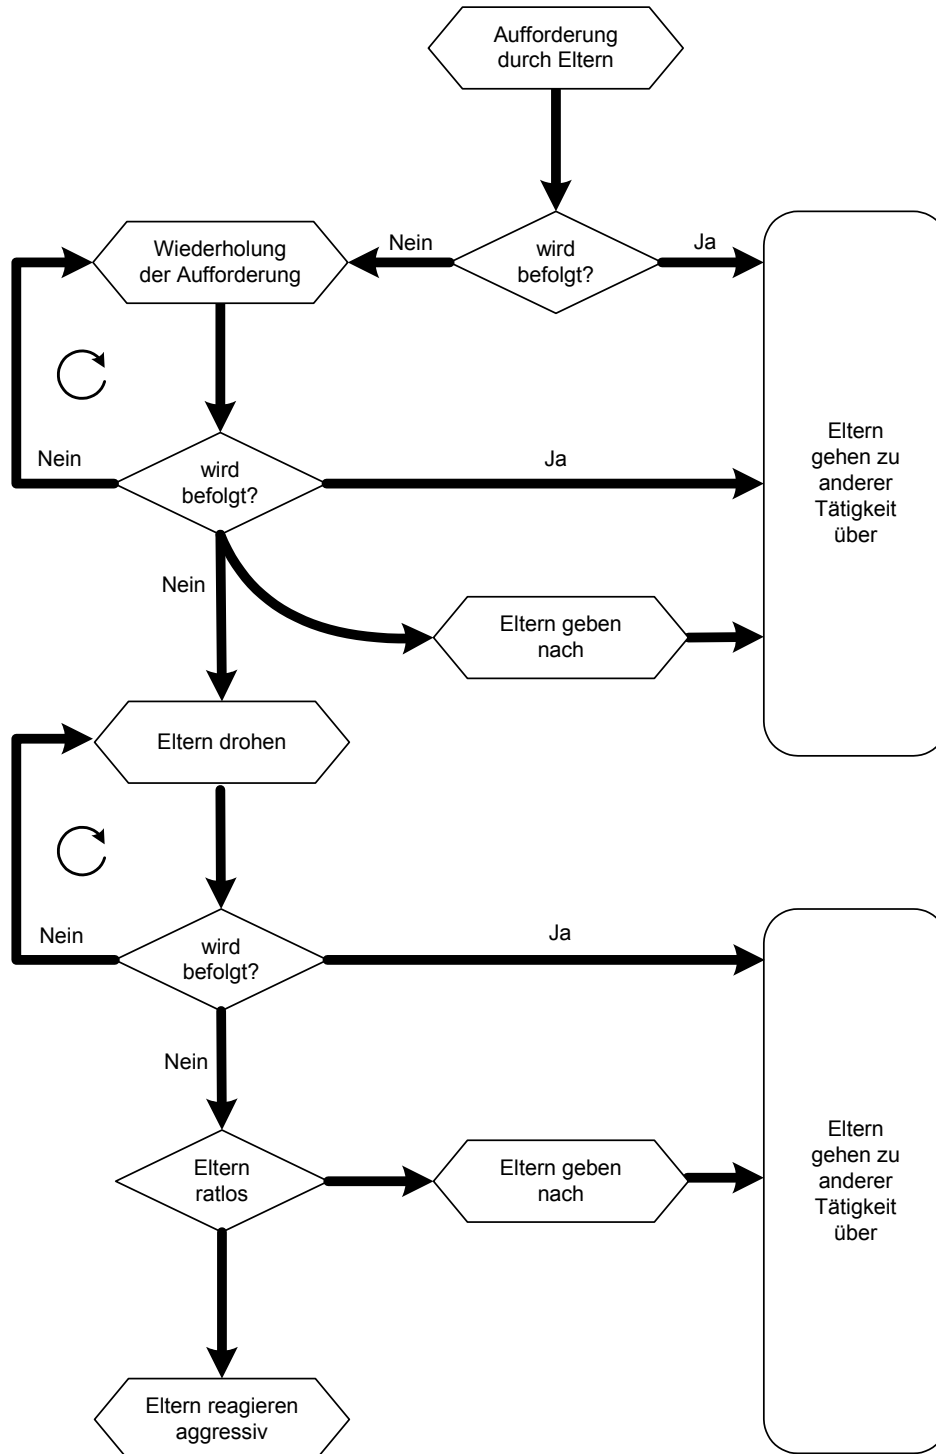 Aufforderung
durch Eltern
Wiederholung
der Aufforderung
Nein
wird
befolgt?
Ja
Nein
wird
befolgt?
Ja
Eltern
gehen zu
anderer
Tätigkeit
über
Nein
Eltern geben
nach
Eltern drohen
Nein
wird
befolgt?
Ja
Nein
Eltern
ratlos
Eltern geben
nach
Eltern
gehen zu
anderer
Tätigkeit
über
Eltern reagieren
aggressiv